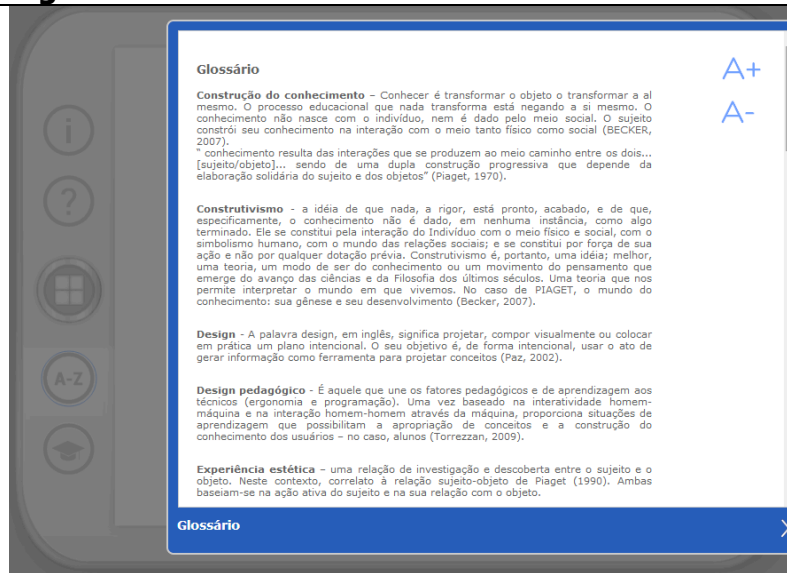 Glossário
A+
Construção do conhecimento – Conhecer é transformar o objeto o transformar a al
mesmo. O processo educacional que nada transforma está negando a si mesmo. O
conhecimento não nasce com o indivíduo, nem é dado pelo meio social. O sujeito
constrói seu conhecimento na interação com o meio tanto físico como social (BECKER,
2007).
A-
" conhecimento resulta das interações que se produzem ao meio caminho entre os dois...
[sujeito/objeto]... sendo de uma dupla construção progressiva que depende da
elaboração solidária do sujeito e dos objetos” (Piaget, 1970).
Construtivismo - a idéia de que nada, a rigor, está pronto, acabado, e de que,
especificamente, o conhecimento não é dado, em nenhuma instância, como algo
terminado. Ele se constitui pela interação do Indivíduo com o meio físico e social, com o
simbolismo humano, com o mundo das relações sociais; e se constitui por força de sua
ação e não por qualquer dotação prévia. Construtivismo é, portanto, uma idéia; melhor,
uma teoria, um modo de ser do conhecimento ou um movimento do pensamento que
emerge do avanço das ciências e da Filosofia dos últimos séculos. Uma teoria que nos
permite interpretar o mundo em que vivemos. No caso de PIAGET, o mundo do
conhecimento: sua gênese e seu desenvolvimento (Becker, 2007).
Design - A palavra design, em inglês, significa projetar, compor visualmente ou colocar
em prática um plano intencional. O seu objetivo é, de forma intencional, usar o ato de
gerar informação como ferramenta para projetar conceitos (Paz, 2002).
Design pedagógico - É aquele que une os fatores pedagógicos e de aprendizagem aos
técnicos (ergonomia e programação). Uma vez baseado na interatividade homem-
máquina e na interação homem-homem através da máquina, proporciona situações de
aprendizagem que possibilitam a apropriação de conceitos e a construção do
conhecimento dos usuários – no caso, alunos (Torrezzan, 2009).
Experiência estética – uma relação de investigação e descoberta entre o sujeito e o
objeto. Neste contexto, correlato à relação sujeito-objeto de Piaget (1990). Ambas
baseiam-se na ação ativa do sujeito e na sua relação com o objeto.
Glossário
i
?
A-Z